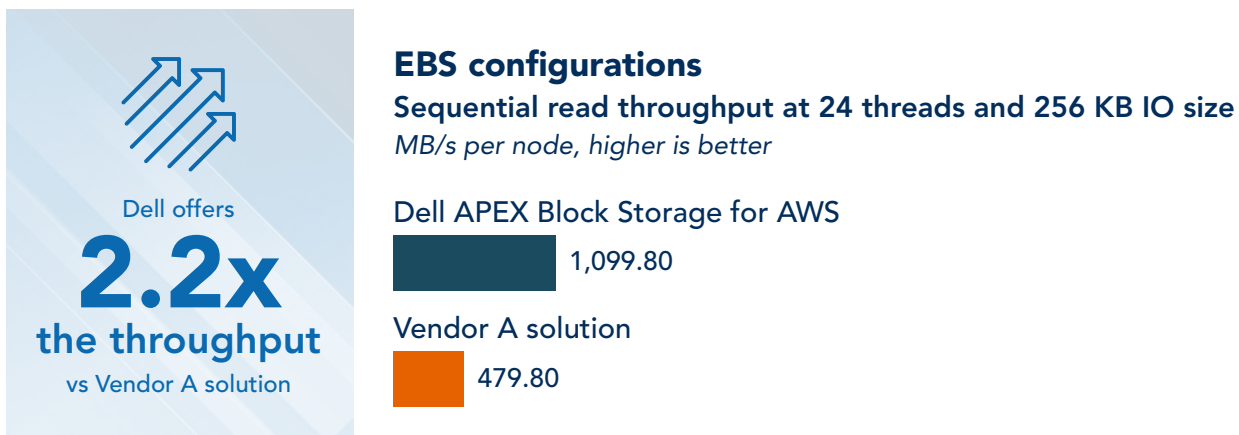 Dell offers
2.2x
the throughput
vs Vendor A solution
EBS configurations
Sequential read throughput at 24 threads and 256 KB IO size
MB/s per node, higher is better
Dell APEX Block Storage for AWS
1,099.80
Vendor A solution
479.80